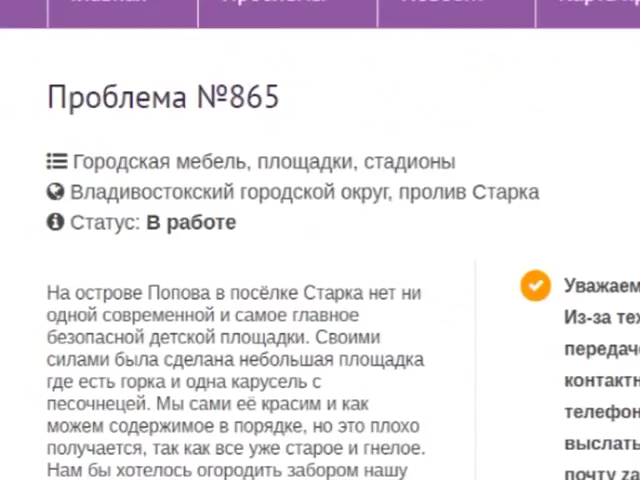 Проблема №865
Городская мебель, площадки, стадионы
Владивостокский городской округ, пролив Старка
Статус: В работе
На острове Попова в посёлке Старка нет ни
одной современной и самое главное
безопасной детской площадки. Своими
силами была сделана небольшая площадка
где есть горка и одна карусель с
песочнецей. Мы сами её красим и как
можем содержимое в порядке, но это плохо
получается, так как все уже старое и гнелое.
Нам бы хотелось огородить забором нашу
Уважаем
Из-за тех
передаче
контактн
телефон
выслать
почту za